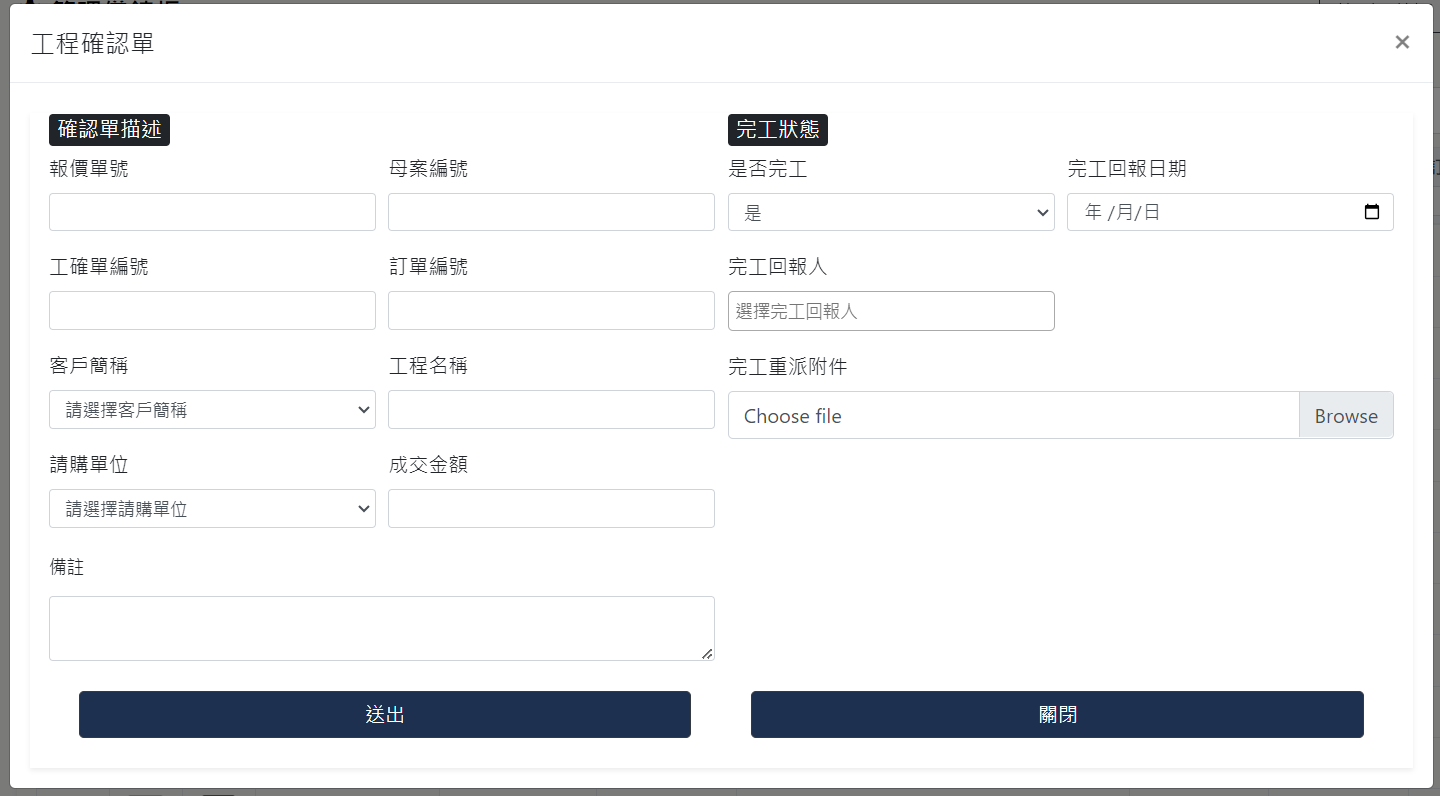 工程確認單
×
確認單描述
報價單號
母案編號
工確單編號
訂單編號
客戶簡稱
請選擇客戶簡稱
工程名稱
請購單位
請選擇請購單位
成交金額
備註
完工狀態
是否完工
是
完工回報日期
年 /月/日
完工回報人
選擇完工回報人
完工重派附件
Choose file
Browse
送出
關閉